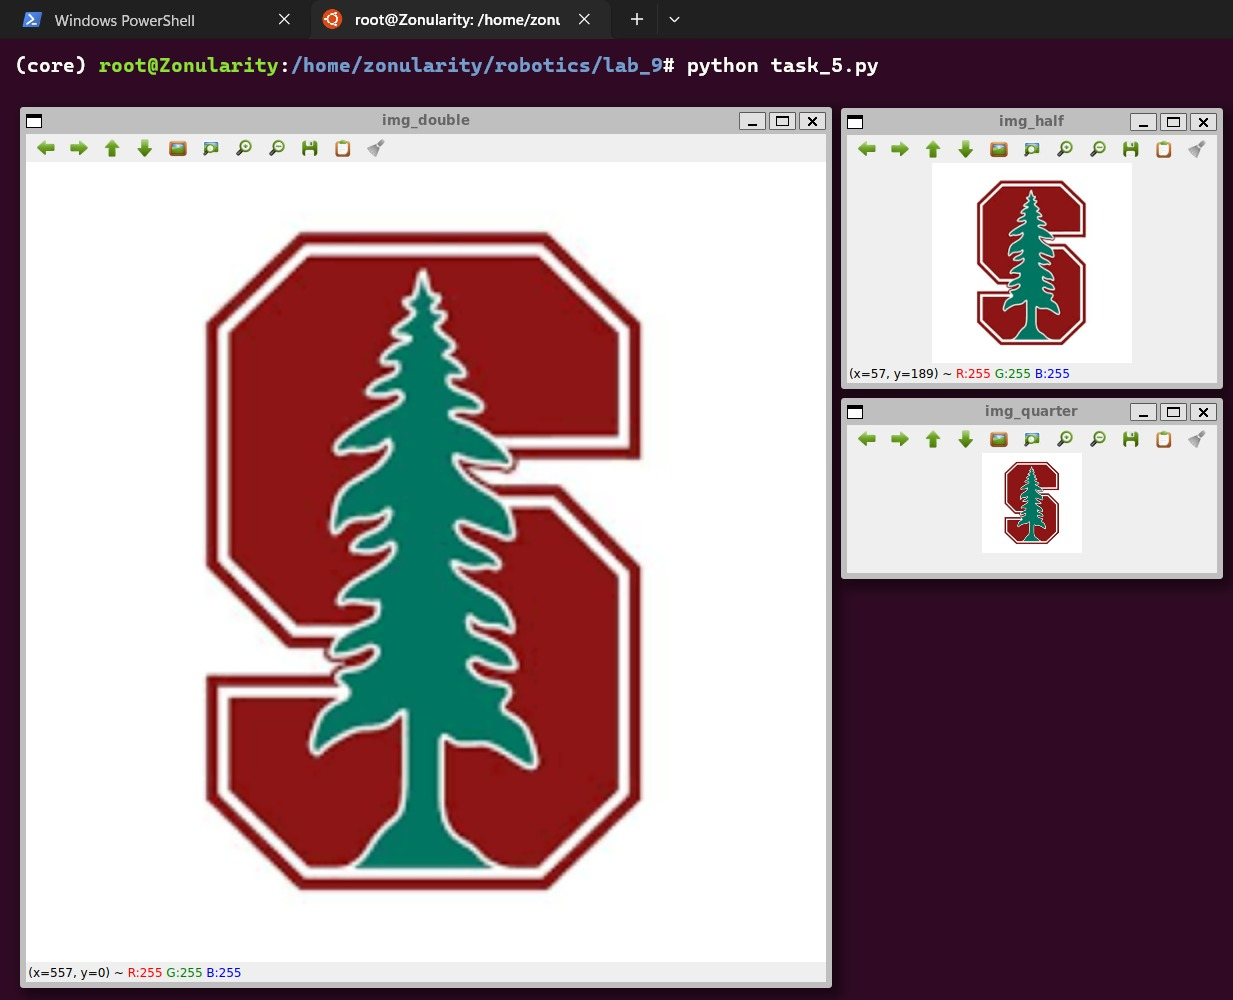 Windows PowerShell
root@Zonularity: /home/zonu
(core) root@Zonularity:/home/zonularity/robotics/lab_9# python task_5.py
img_double
(x=557, y=0) ~ R:255 G:255 B:255
img_half
(x=57, y=189) ~ R:255 G:255 B:255
img_quarter